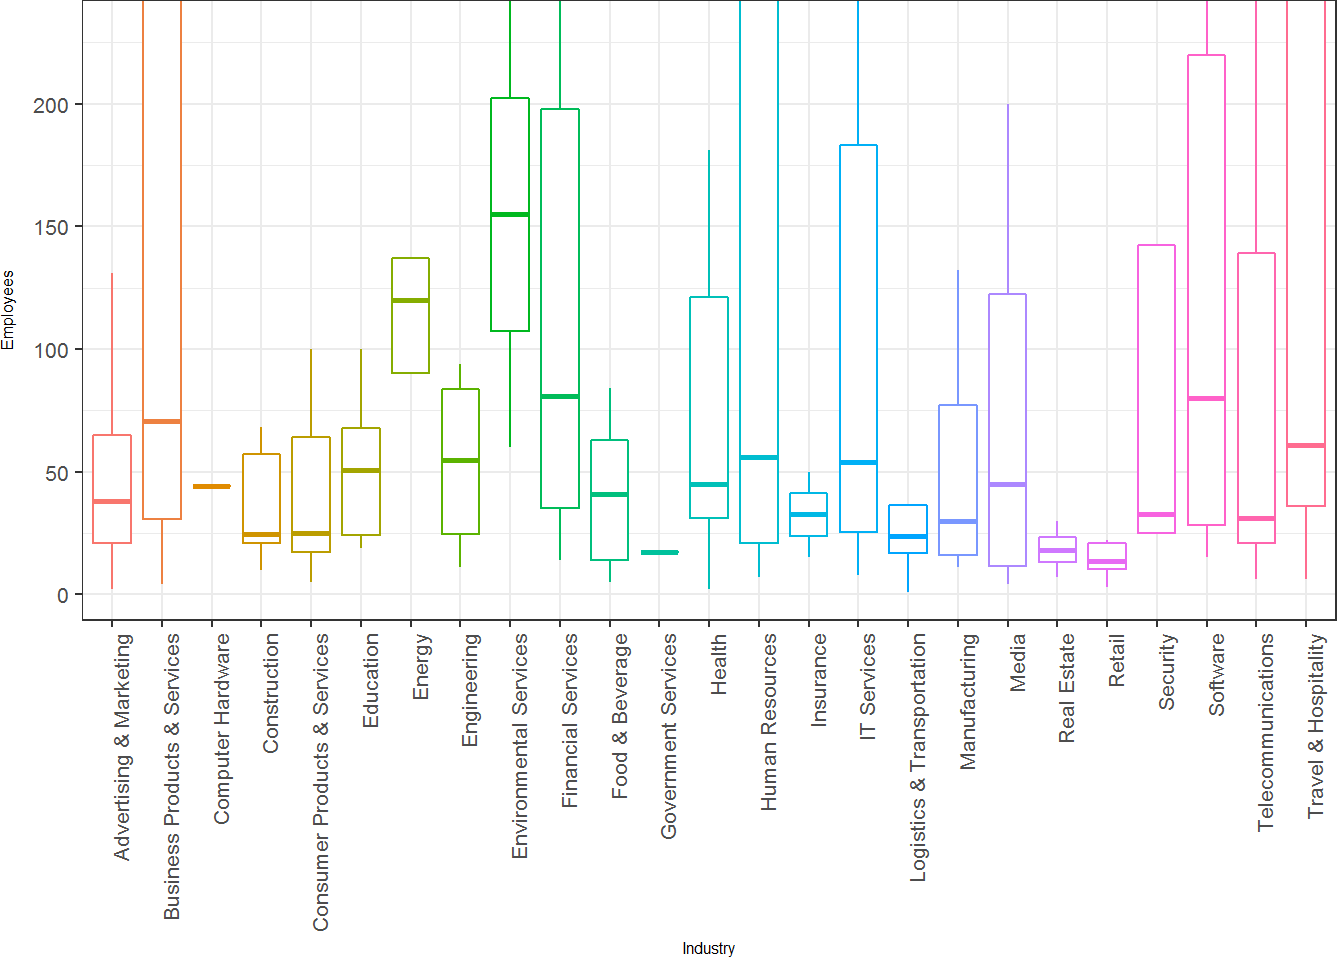 200
150
100
50
0
Employees
Advertising & Marketing
Business Products & Services
Computer Hardware
Construction
Consumer Products & Services
Education
Energy
Engineering
Environmental Services
Financial Services
Food & Beverage
Government Services
Health
Human Resources
Insurance
IT Services
Logistics & Transportation
Manufacturing
Media
Real Estate
Retail
Security
Software
Telecommunications
Travel & Hospitality
Industry